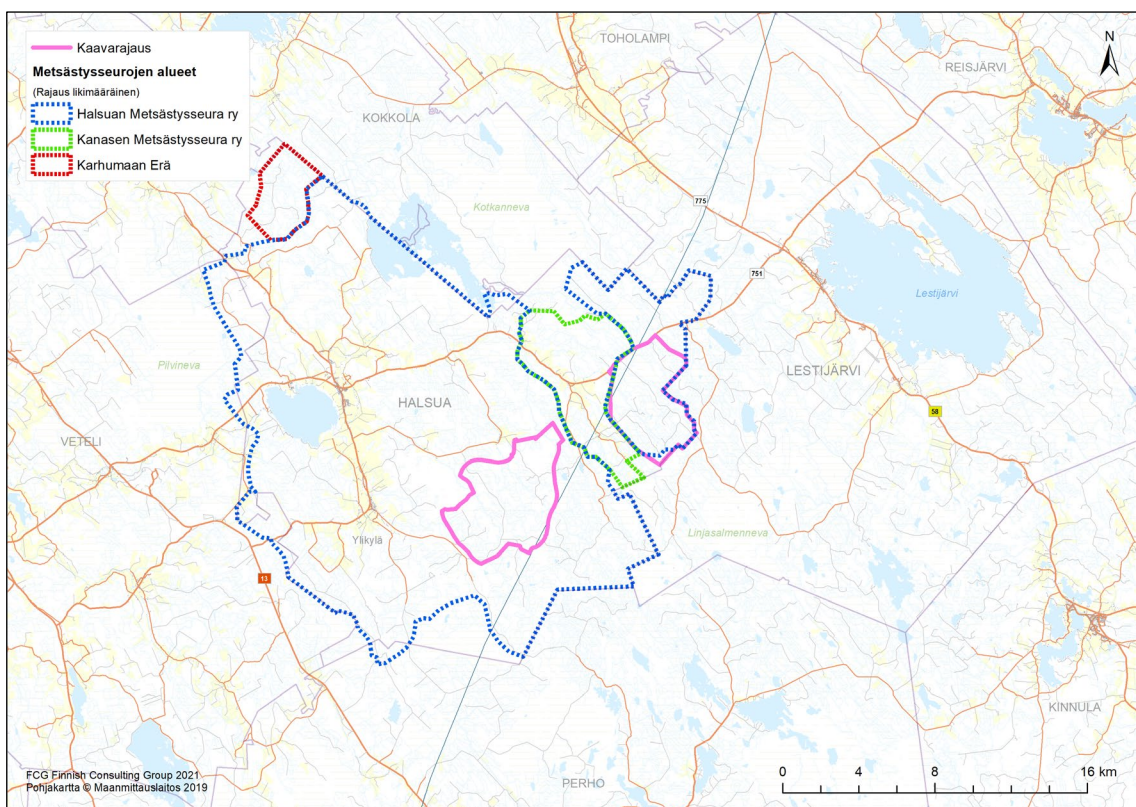 Kaavarajaus
Metsästysseurojen alueet
(Rajaus likimääräinen)
Halsuan Metsästysseura ry
Kanasen Metsästysseura ry
Karhumaan Erä
TOHOLAMPI
N
REISJÄRVI
KOKKOLA
775
Kotkanneva
751
Lestijärvi
Pilvineva
LESTIJÄRVI
HALSUA
58
VETELI
Ylikylä
Linjasalmenneva
13
KINNULA
FCG Finnish Consulting Group 2021
Pohjakartta © Maanmittauslaitos 2019
PERHO
0 4 8 16 km